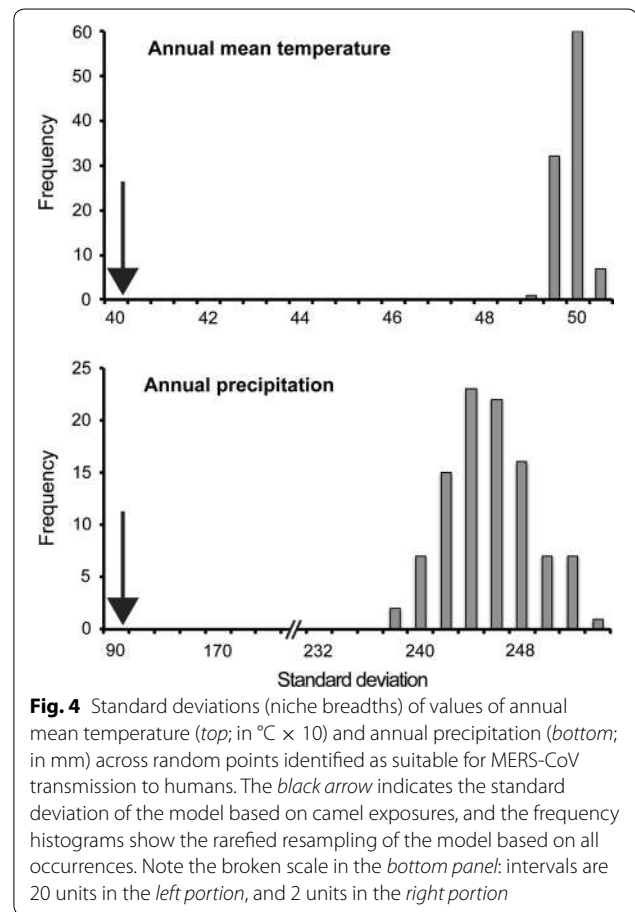 Annual mean temperature
Frequency
60
50
40
30
20
10
0
40 42 44 46 48 50
Annual precipitation
Frequency
25
20
15
10
5
0
90 170 232 240 248
Standard deviation
Fig. 4 Standard deviations (niche breadths) of values of annual
mean temperature (top; in °C × 10) and annual precipitation (bottom;
in mm) across random points identified as suitable for MERS-CoV
transmission to humans. The black arrow indicates the standard
deviation of the model based on camel exposures, and the frequency
histograms show the rarefied resampling of the model based on all
occurrences. Note the broken scale in the bottom panel: intervals are
20 units in the left portion, and 2 units in the right portion